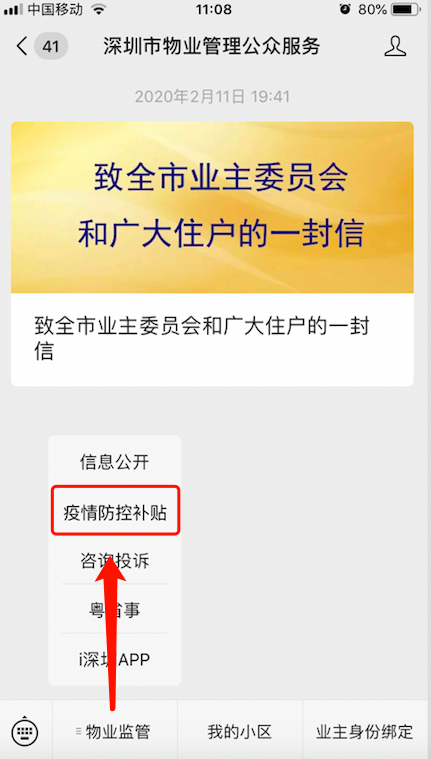 中国移动 11:08 80%
41 深圳市物业管理公众服务
2020年2月11日 19:41
致全市业主委员会
和广大住户的一封信
致全市业主委员会和广大住户的一封
信
信息公开
疫情防控补贴
咨询投诉
粤省事
i深圳APP
物业监管 我的小区 业主身份绑定